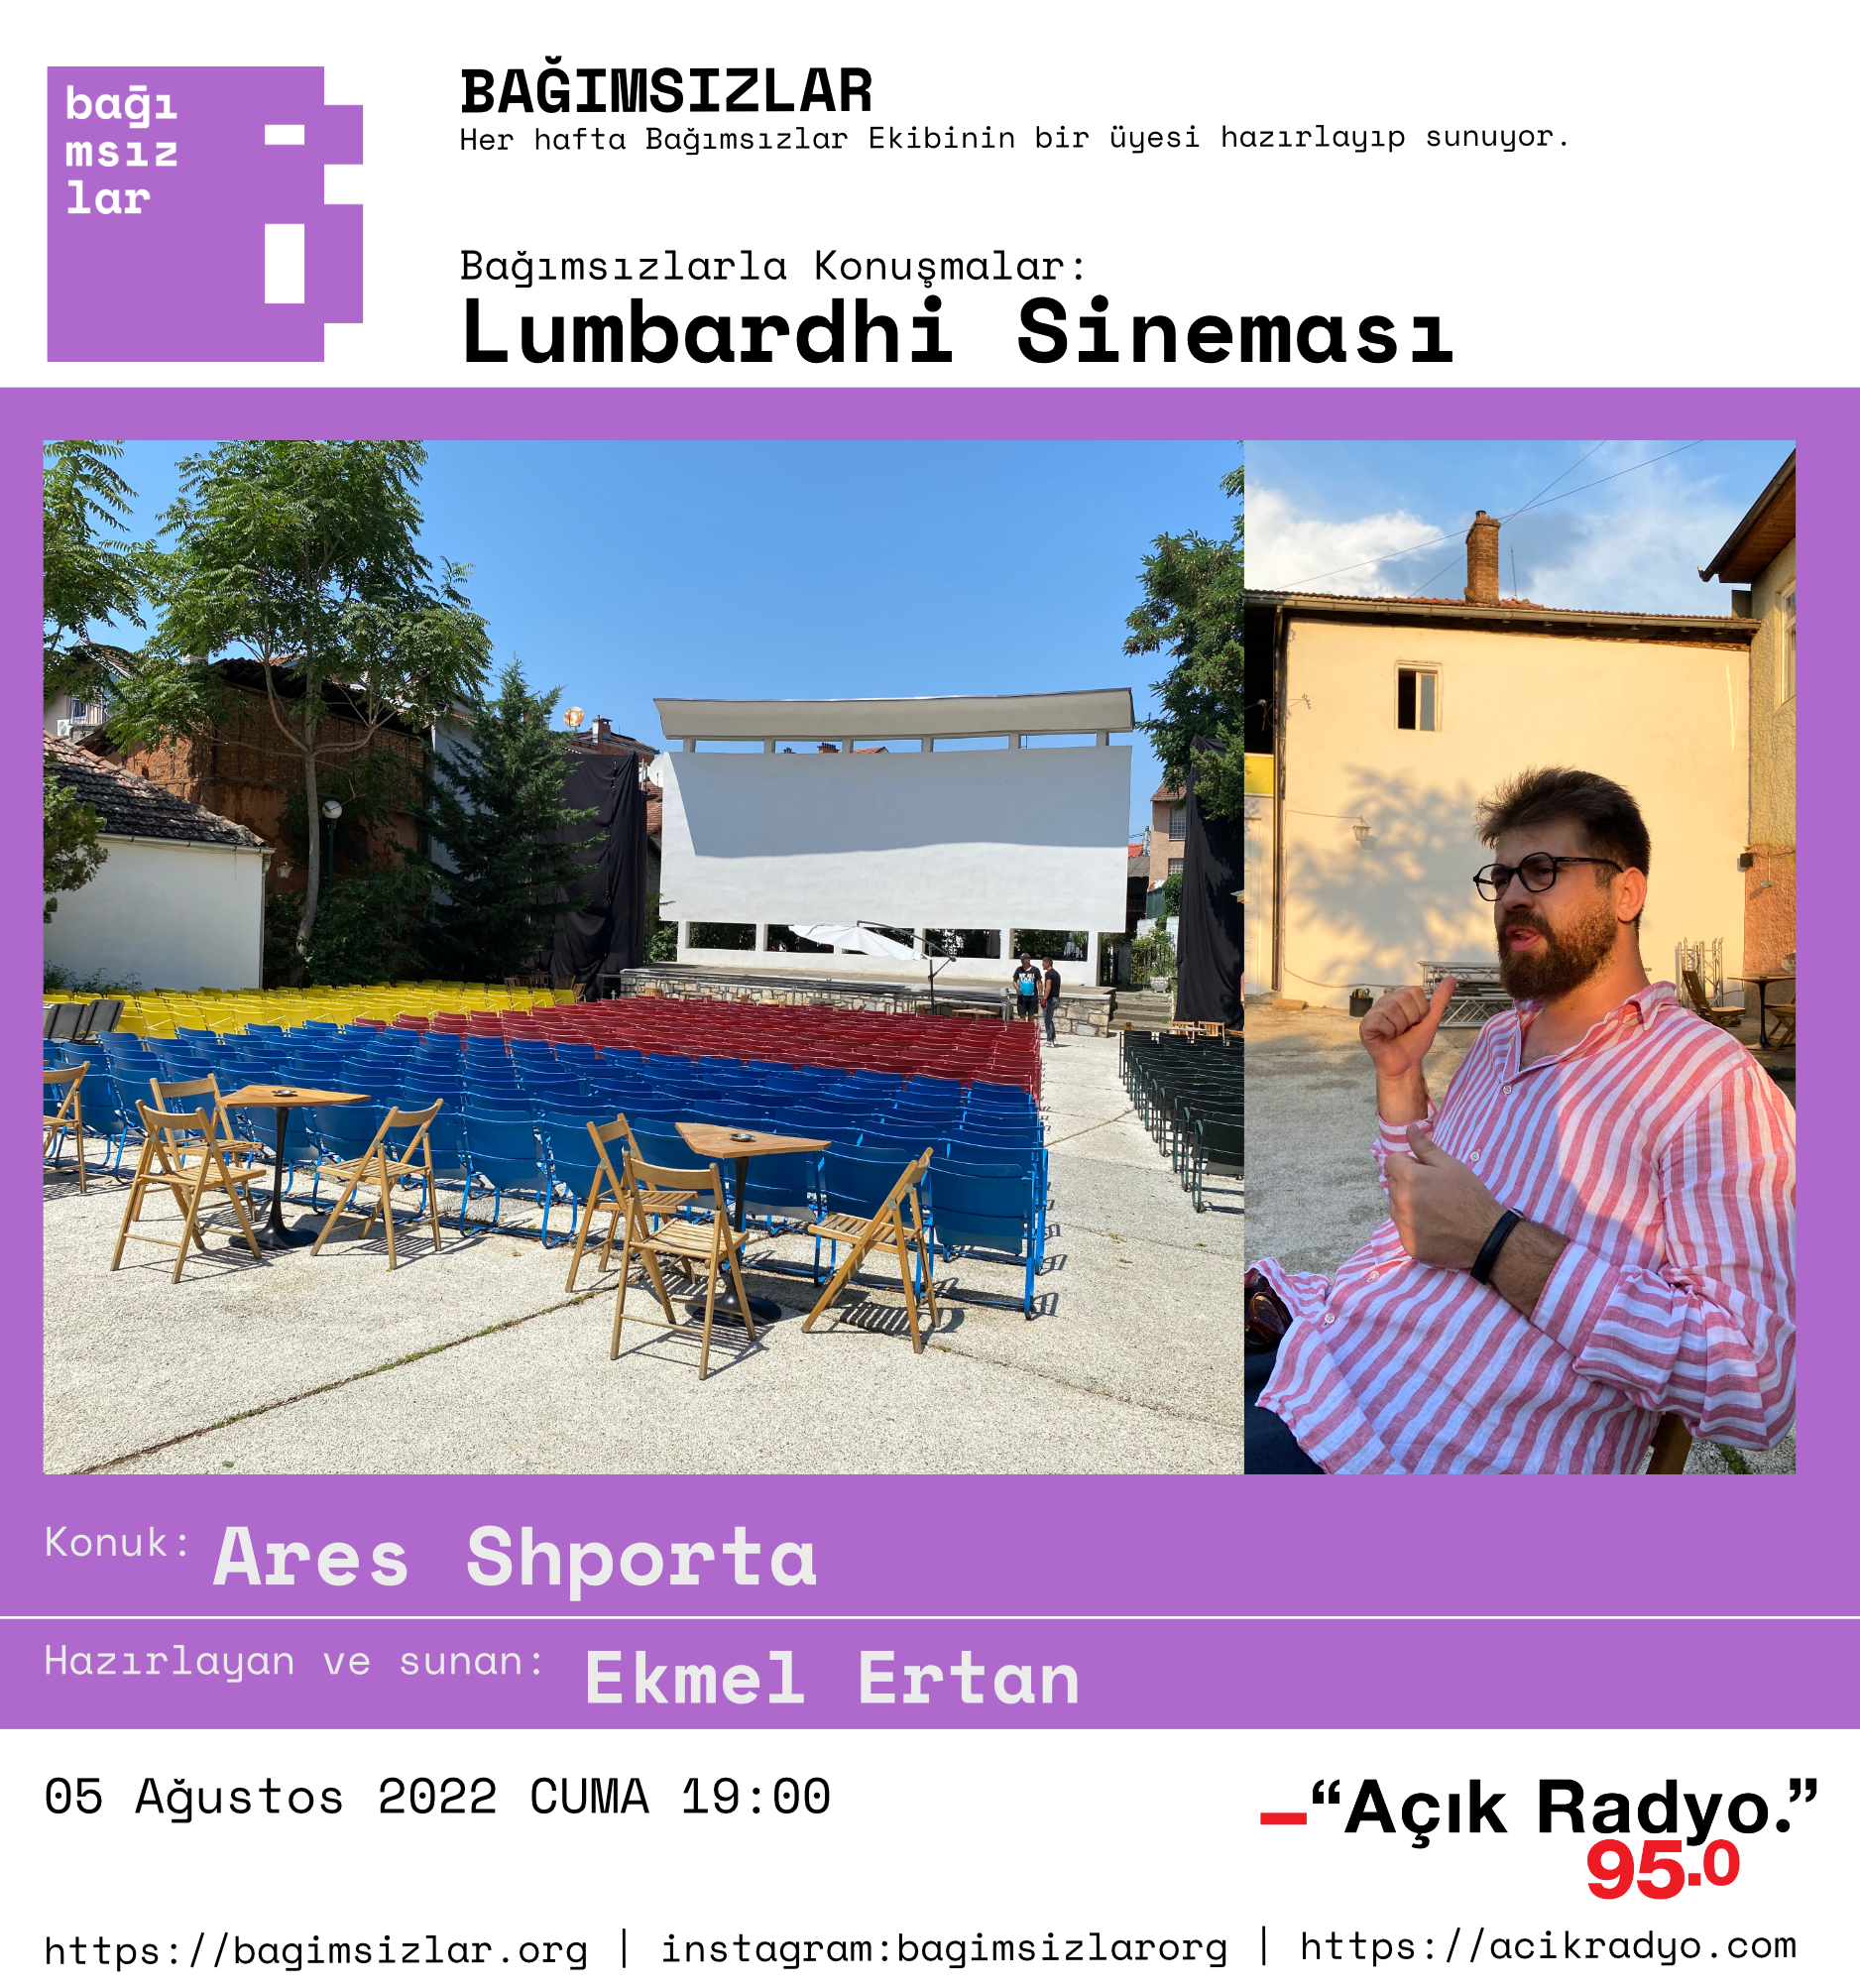 bağı
msız
lar
BAĞIMSIZLAR
Her hafta Bağımsızlar Ekibinin bir üyesi hazırlayıp sunuyor.
Bağımsızlarla Konuşmalar:
Lumbardhi Sineması
Konuk: Ares Shporta
Hazırlayan ve sunan: Ekmel Ertan
05 Ağustos 2022 CUMA 19:00
“Açık Radyo.”
95.0
https://bagimsizlar.org | instagram:bagimsizlarorg | https://acikradyo.com